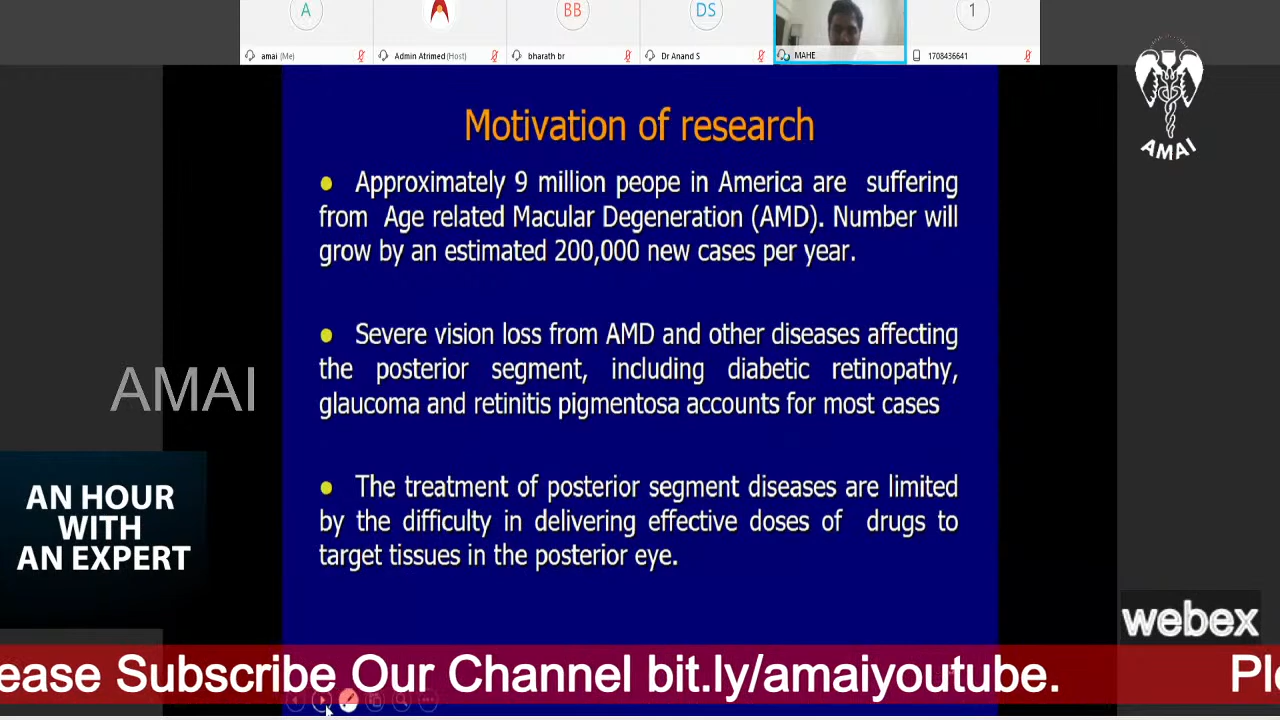 A
BB
DS
1
amai (Me)
Admin Atrimed (Host)
bharath br
Dr Anand S
MAHE
1708436641
AMAI
Motivation of research
Approximately 9 million peope in America are suffering
from Age related Macular Degeneration (AMD). Number will
grow by an estimated 200,000 new cases per year.
Severe vision loss from AMD and other diseases affecting
the posterior segment, including diabetic retinopathy,
glaucoma and retinitis pigmentosa accounts for most cases
The treatment of posterior segment diseases are limited
by the difficulty in delivering effective doses of drugs to
target tissues in the posterior eye.
AMAI
AN HOUR
WITH
AN EXPERT
webex
ease Subscribe Our Channel bit.ly/amaiyoutube. Ple